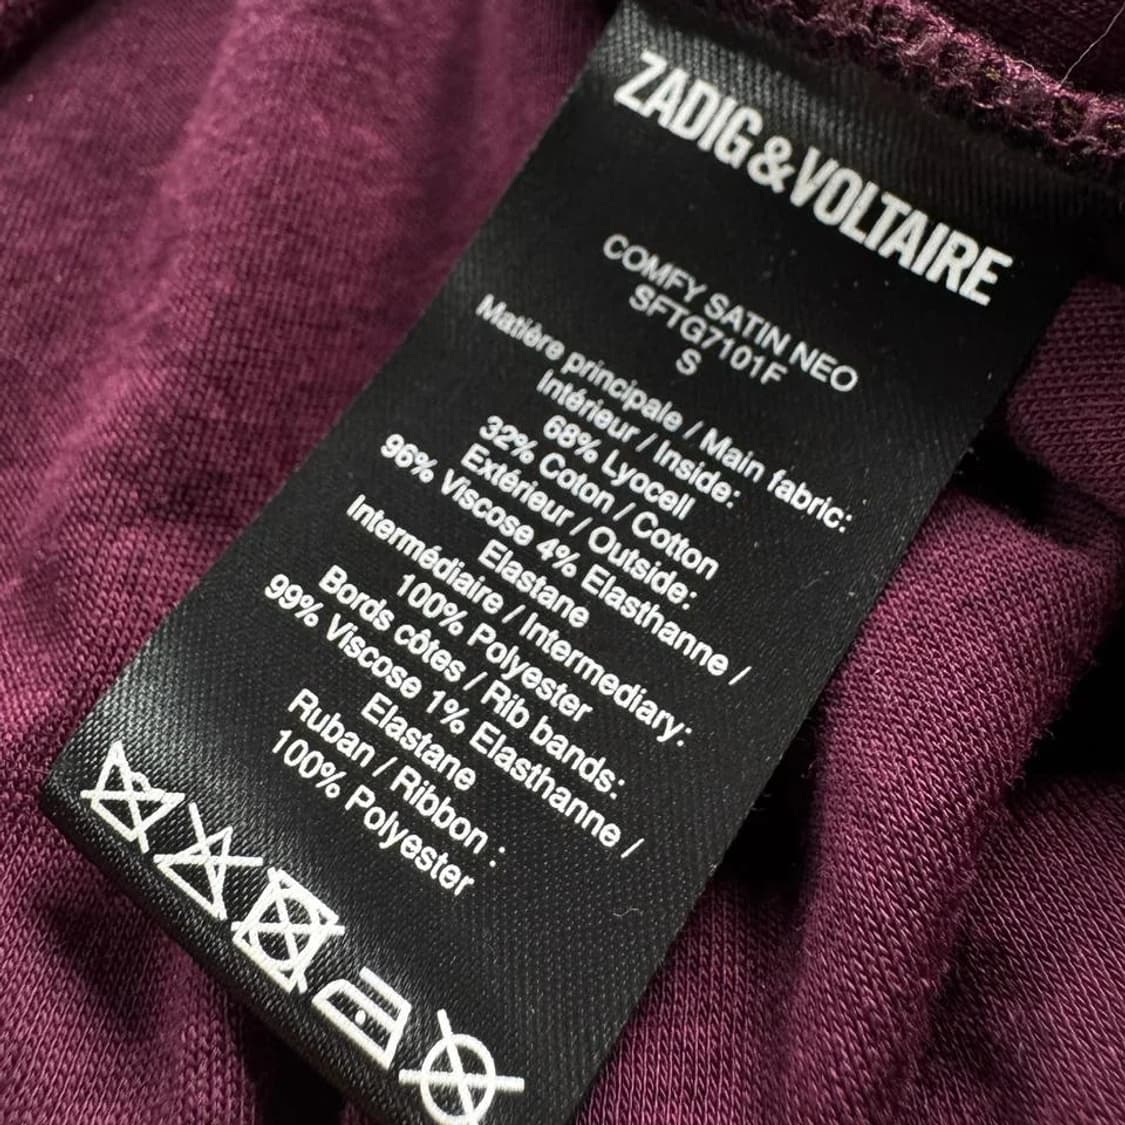 ZADIG&VOLTAIRE
COMFY SATIN NEO
SFTG7101F
S
Matière principale / Main fabric:
Intérieur / Inside:
68% Lyocell
32% Coton / Cotton
Extérieur / Outside:
96% Viscose 4% Elasthanne /
Elastane
Intermédiaire / Intermediary:
100% Polyester
Bords côtes / Rib bands:
99% Viscose 1% Elasthanne /
Elastane
Ruban / Ribbon :
100% Polyester